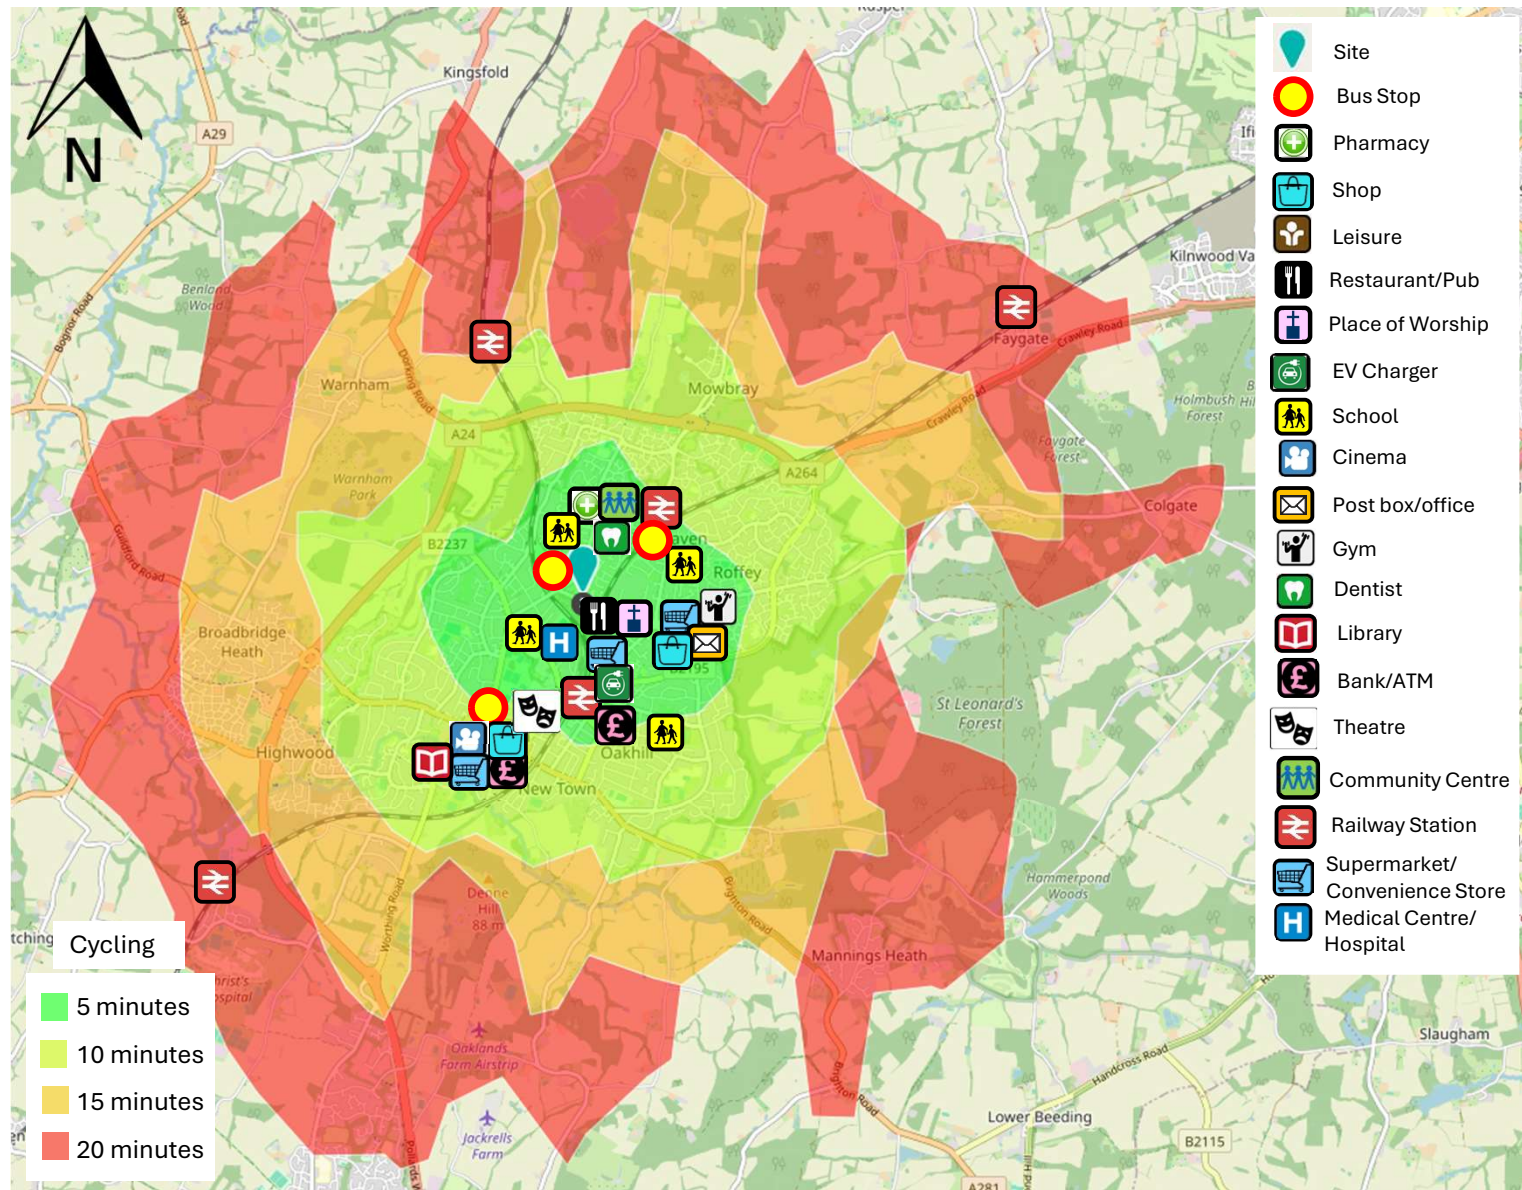 Kingsfold
A29
N
Benland
Wood
Bognor Road
Warnham
Dorking Road
A24
Warnham
Park
Guildford Road
B2237
Mowbray
A264
Crawley Road
Faygate
Crawley Road
Kilnwood Va
Holmbush
Forest
Faygate
Forest
Colgate
Roffey
Broadbridge
Heath
Highwood
Oakhill
New Town
St Leonard's
Forest
Hammerpond
Woods
Denne
Hill
88 m
Worthing Road
Brighton Road
Mannings Heath
Oaklands
Farm Airstrip
Jackrells
Farm
Brighton Road
Handcross Road
Lower Beeding
Slaugham
B2115
A281
Site
Bus Stop
Pharmacy
Shop
Leisure
Restaurant/Pub
Place of Worship
EV Charger
School
Cinema
Post box/office
Gym
Dentist
Library
Bank/ATM
Theatre
Community Centre
Railway Station
Supermarket/
Convenience Store
Medical Centre/
Hospital
Cycling
5 minutes
10 minutes
15 minutes
20 minutes